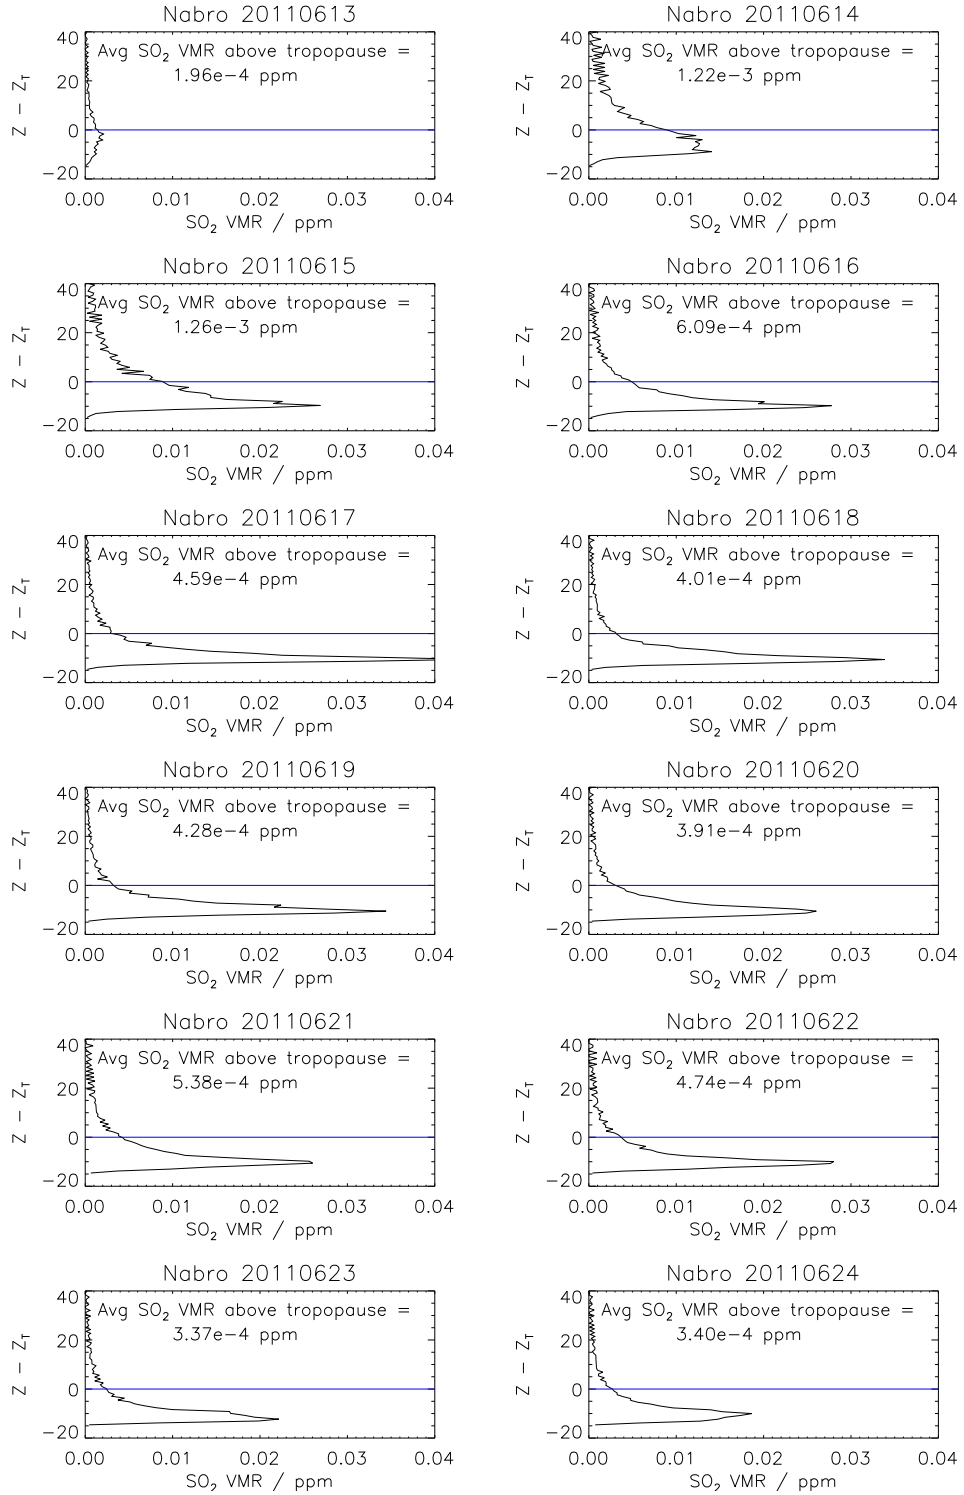 Nabro 20110613
Avg SO₂ VMR above tropopause =
1.96e−4 ppm
40
20
0
−20
Z − Z_T
0.00 0.01 0.02 0.03 0.04
SO₂ VMR / ppm
Nabro 20110614
Avg SO₂ VMR above tropopause =
1.22e−3 ppm
40
20
0
−20
Z − Z_T
0.00 0.01 0.02 0.03 0.04
SO₂ VMR / ppm
Nabro 20110615
Avg SO₂ VMR above tropopause =
1.26e−3 ppm
40
20
0
−20
Z − Z_T
0.00 0.01 0.02 0.03 0.04
SO₂ VMR / ppm
Nabro 20110616
Avg SO₂ VMR above tropopause =
6.09e−4 ppm
40
20
0
−20
Z − Z_T
0.00 0.01 0.02 0.03 0.04
SO₂ VMR / ppm
Nabro 20110617
Avg SO₂ VMR above tropopause =
4.59e−4 ppm
40
20
0
−20
Z − Z_T
0.00 0.01 0.02 0.03 0.04
SO₂ VMR / ppm
Nabro 20110618
Avg SO₂ VMR above tropopause =
4.01e−4 ppm
40
20
0
−20
Z − Z_T
0.00 0.01 0.02 0.03 0.04
SO₂ VMR / ppm
Nabro 20110619
Avg SO₂ VMR above tropopause =
4.28e−4 ppm
40
20
0
−20
Z − Z_T
0.00 0.01 0.02 0.03 0.04
SO₂ VMR / ppm
Nabro 20110620
Avg SO₂ VMR above tropopause =
3.91e−4 ppm
40
20
0
−20
Z − Z_T
0.00 0.01 0.02 0.03 0.04
SO₂ VMR / ppm
Nabro 20110621
Avg SO₂ VMR above tropopause =
5.38e−4 ppm
40
20
0
−20
Z − Z_T
0.00 0.01 0.02 0.03 0.04
SO₂ VMR / ppm
Nabro 20110622
Avg SO₂ VMR above tropopause =
4.74e−4 ppm
40
20
0
−20
Z − Z_T
0.00 0.01 0.02 0.03 0.04
SO₂ VMR / ppm
Nabro 20110623
Avg SO₂ VMR above tropopause =
3.37e−4 ppm
40
20
0
−20
Z − Z_T
0.00 0.01 0.02 0.03 0.04
SO₂ VMR / ppm
Nabro 20110624
Avg SO₂ VMR above tropopause =
3.40e−4 ppm
40
20
0
−20
Z − Z_T
0.00 0.01 0.02 0.03 0.04
SO₂ VMR / ppm